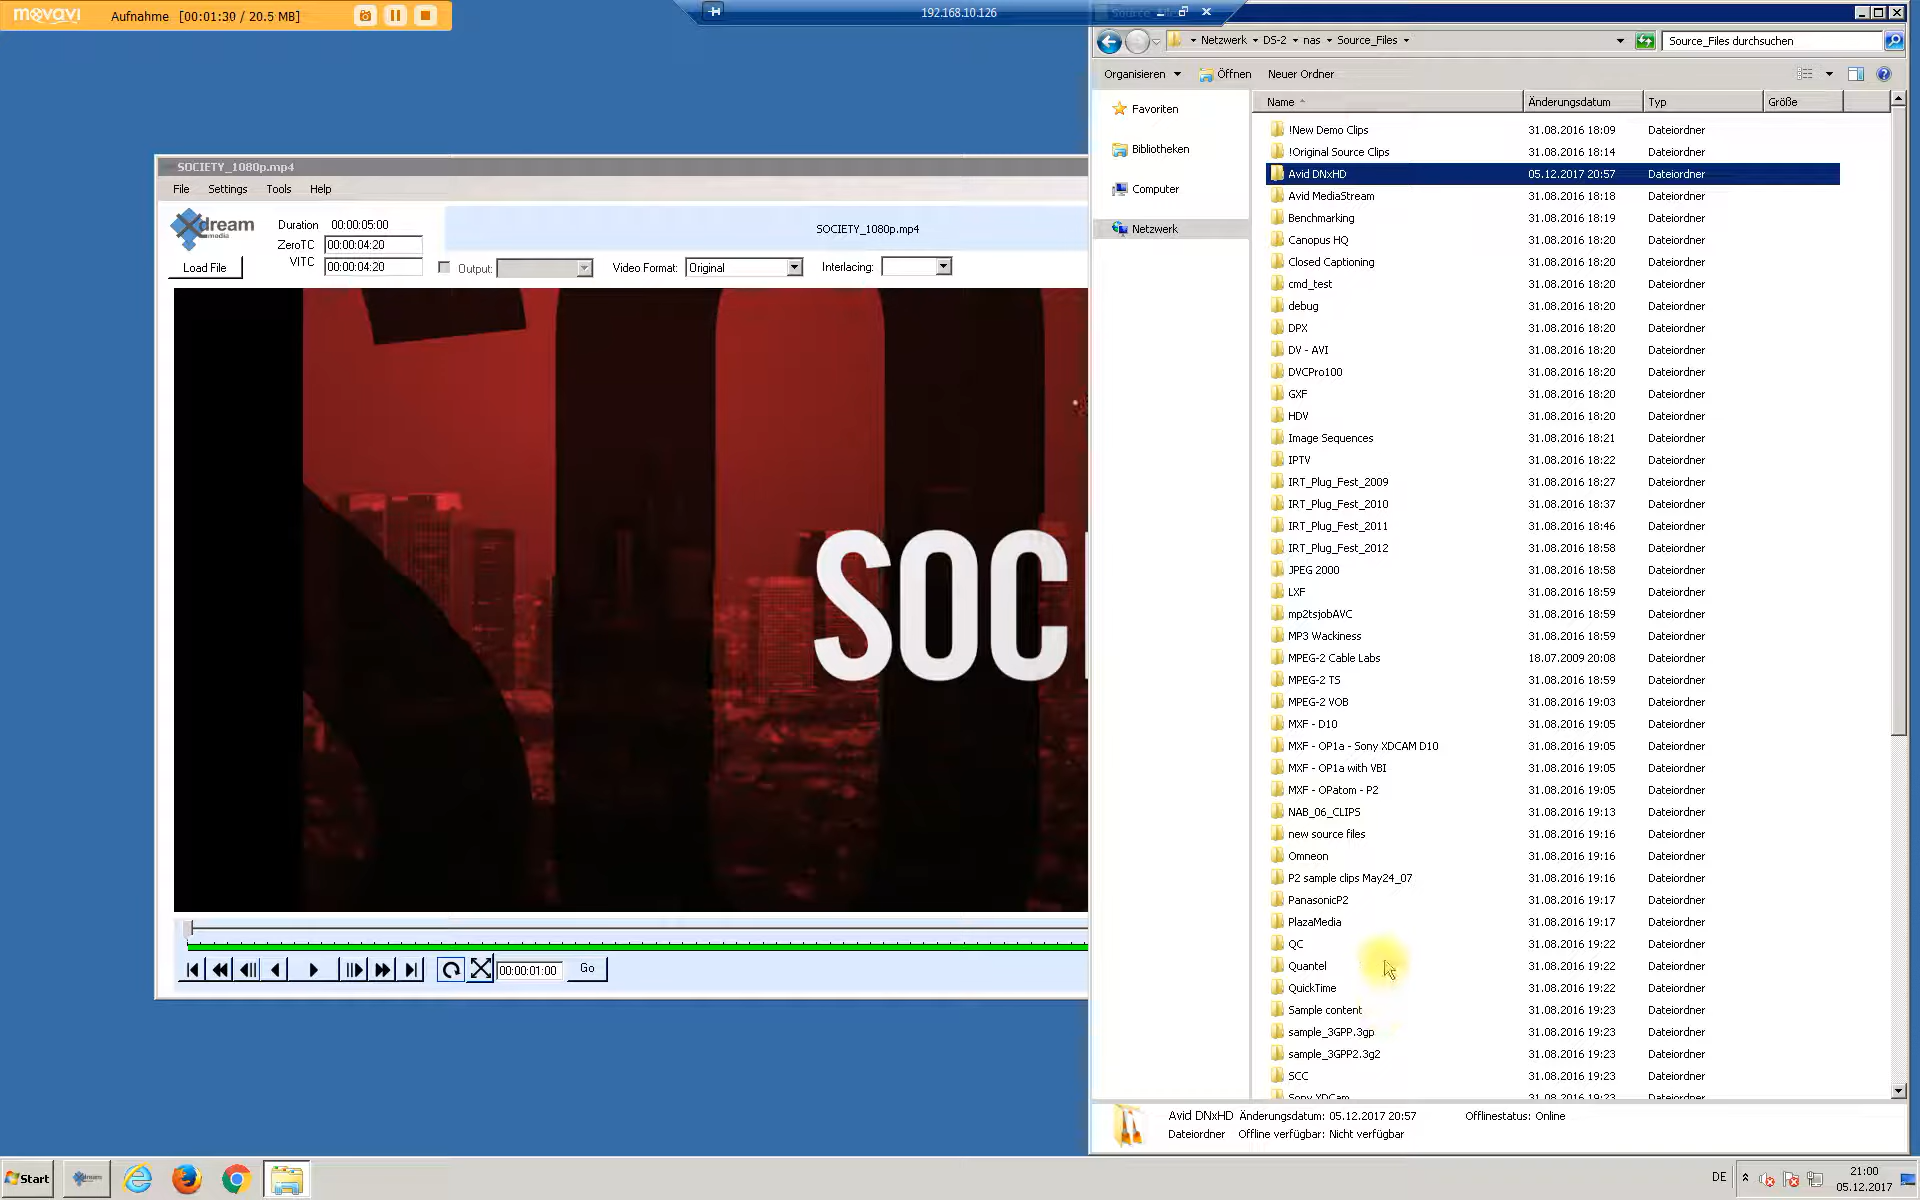 movavi Aufnahme [00:01:30 / 20.5 MB]
192.168.10.126
Netzwerk DS-2 nas Source_Files
Source_Files durchsuchen
Organisieren Öffnen Neuer Ordner
Favoriten
Bibliotheken
Computer
Netzwerk
Name Änderungsdatum Typ Größe
!New Demo Clips 31.08.2016 18:09 Dateiordner
!Original Source Clips 31.08.2016 18:14 Dateiordner
Avid DNxHD 05.12.2017 20:57 Dateiordner
Avid MediaStream 31.08.2016 18:18 Dateiordner
Benchmarking 31.08.2016 18:19 Dateiordner
Canopus HQ 31.08.2016 18:20 Dateiordner
Closed Captioning 31.08.2016 18:20 Dateiordner
cmd_test 31.08.2016 18:20 Dateiordner
debug 31.08.2016 18:20 Dateiordner
DPX 31.08.2016 18:20 Dateiordner
DV - AVI 31.08.2016 18:20 Dateiordner
DVCPro100 31.08.2016 18:20 Dateiordner
GXF 31.08.2016 18:20 Dateiordner
HDV 31.08.2016 18:20 Dateiordner
Image Sequences 31.08.2016 18:21 Dateiordner
IPTV 31.08.2016 18:22 Dateiordner
IRT_Plug_Fest_2009 31.08.2016 18:27 Dateiordner
IRT_Plug_Fest_2010 31.08.2016 18:37 Dateiordner
IRT_Plug_Fest_2011 31.08.2016 18:46 Dateiordner
IRT_Plug_Fest_2012 31.08.2016 18:58 Dateiordner
JPEG 2000 31.08.2016 18:58 Dateiordner
LXF 31.08.2016 18:59 Dateiordner
mp2tsjobAVC 31.08.2016 18:59 Dateiordner
MP3 Wackiness 31.08.2016 18:59 Dateiordner
MPEG-2 Cable Labs 18.07.2009 20:08 Dateiordner
MPEG-2 TS 31.08.2016 18:59 Dateiordner
MPEG-2 VOB 31.08.2016 19:03 Dateiordner
MXF - D10 31.08.2016 19:05 Dateiordner
MXF - OP1a - Sony XDCAM D10 31.08.2016 19:05 Dateiordner
MXF - OP1a with VBI 31.08.2016 19:05 Dateiordner
MXF - OPatom - P2 31.08.2016 19:05 Dateiordner
NAB_06_CLIPS 31.08.2016 19:13 Dateiordner
new source files 31.08.2016 19:16 Dateiordner
Omneon 31.08.2016 19:16 Dateiordner
P2 sample clips May24_07 31.08.2016 19:16 Dateiordner
PanasonicP2 31.08.2016 19:17 Dateiordner
PlazaMedia 31.08.2016 19:17 Dateiordner
QC 31.08.2016 19:22 Dateiordner
Quantel 31.08.2016 19:22 Dateiordner
QuickTime 31.08.2016 19:22 Dateiordner
Sample content 31.08.2016 19:23 Dateiordner
sample_3GPP.3gp 31.08.2016 19:23 Dateiordner
sample_3GPP2.3g2 31.08.2016 19:23 Dateiordner
SCC 31.08.2016 19:23 Dateiordner
Sony XDCam 31.08.2016 19:23 Dateiordner
Avid DNxHD Änderungsdatum: 05.12.2017 20:57 Offlinestatus: Online
Dateiordner Offline verfügbar: Nicht verfügbar
SOCIETY_1080p.mp4
File Settings Tools Help
Xdream media
Duration 00:00:05:00
ZeroTC 00:00:04:20
VITC 00:00:04:20
SOCIETY_1080p.mp4
Load File
Output: Video Format: Original Interlacing:
SOC
00:00:01:00 Go
Start
DE
21:00
05.12.2017